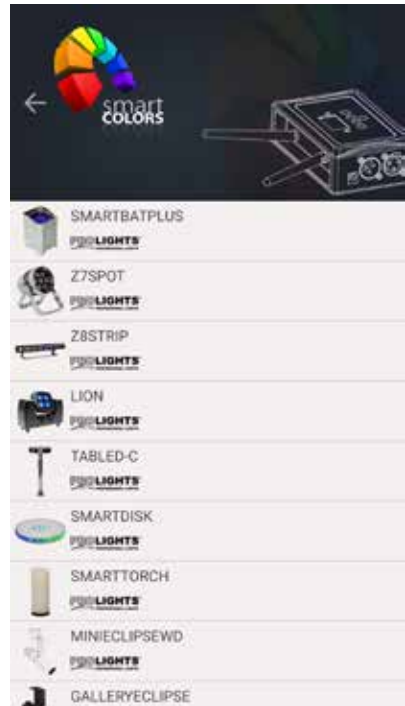 smart
COLORS
SMARTBATPLUS
PROLIGHTS
Z7SPOT
PROLIGHTS
Z8STRIP
PROLIGHTS
LION
PROLIGHTS
TABLED-C
PROLIGHTS
SMARTDISK
PROLIGHTS
SMARTTORCH
PROLIGHTS
MINIECLIPSEWD
PROLIGHTS
GALLERYECLIPSE